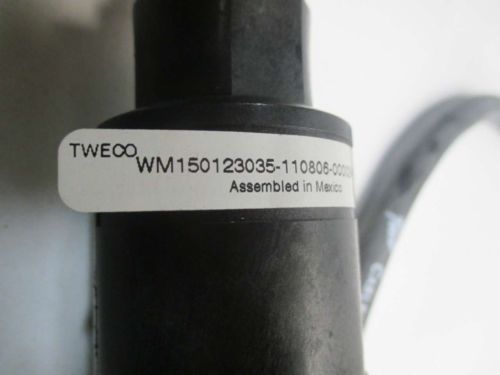 TWECO
WM150123035-110806-0000
Assembled in Mexico